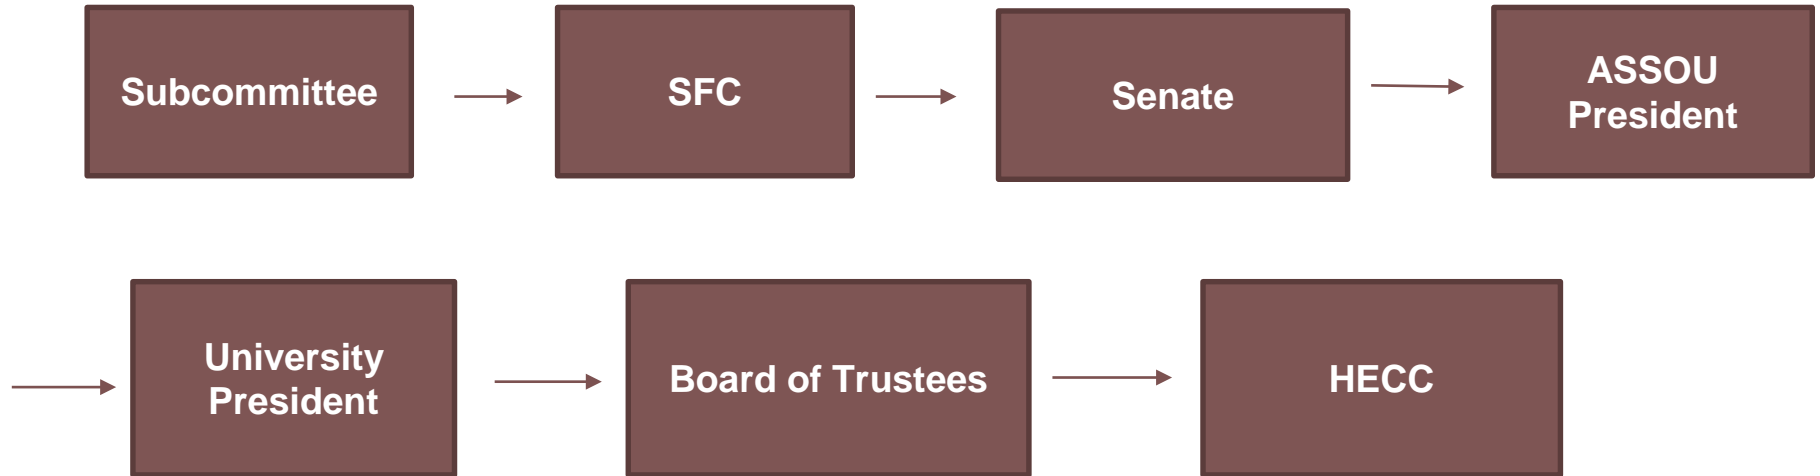 Subcommittee
SFC
Senate
ASSOU
President
University
President
Board of Trustees
HECC